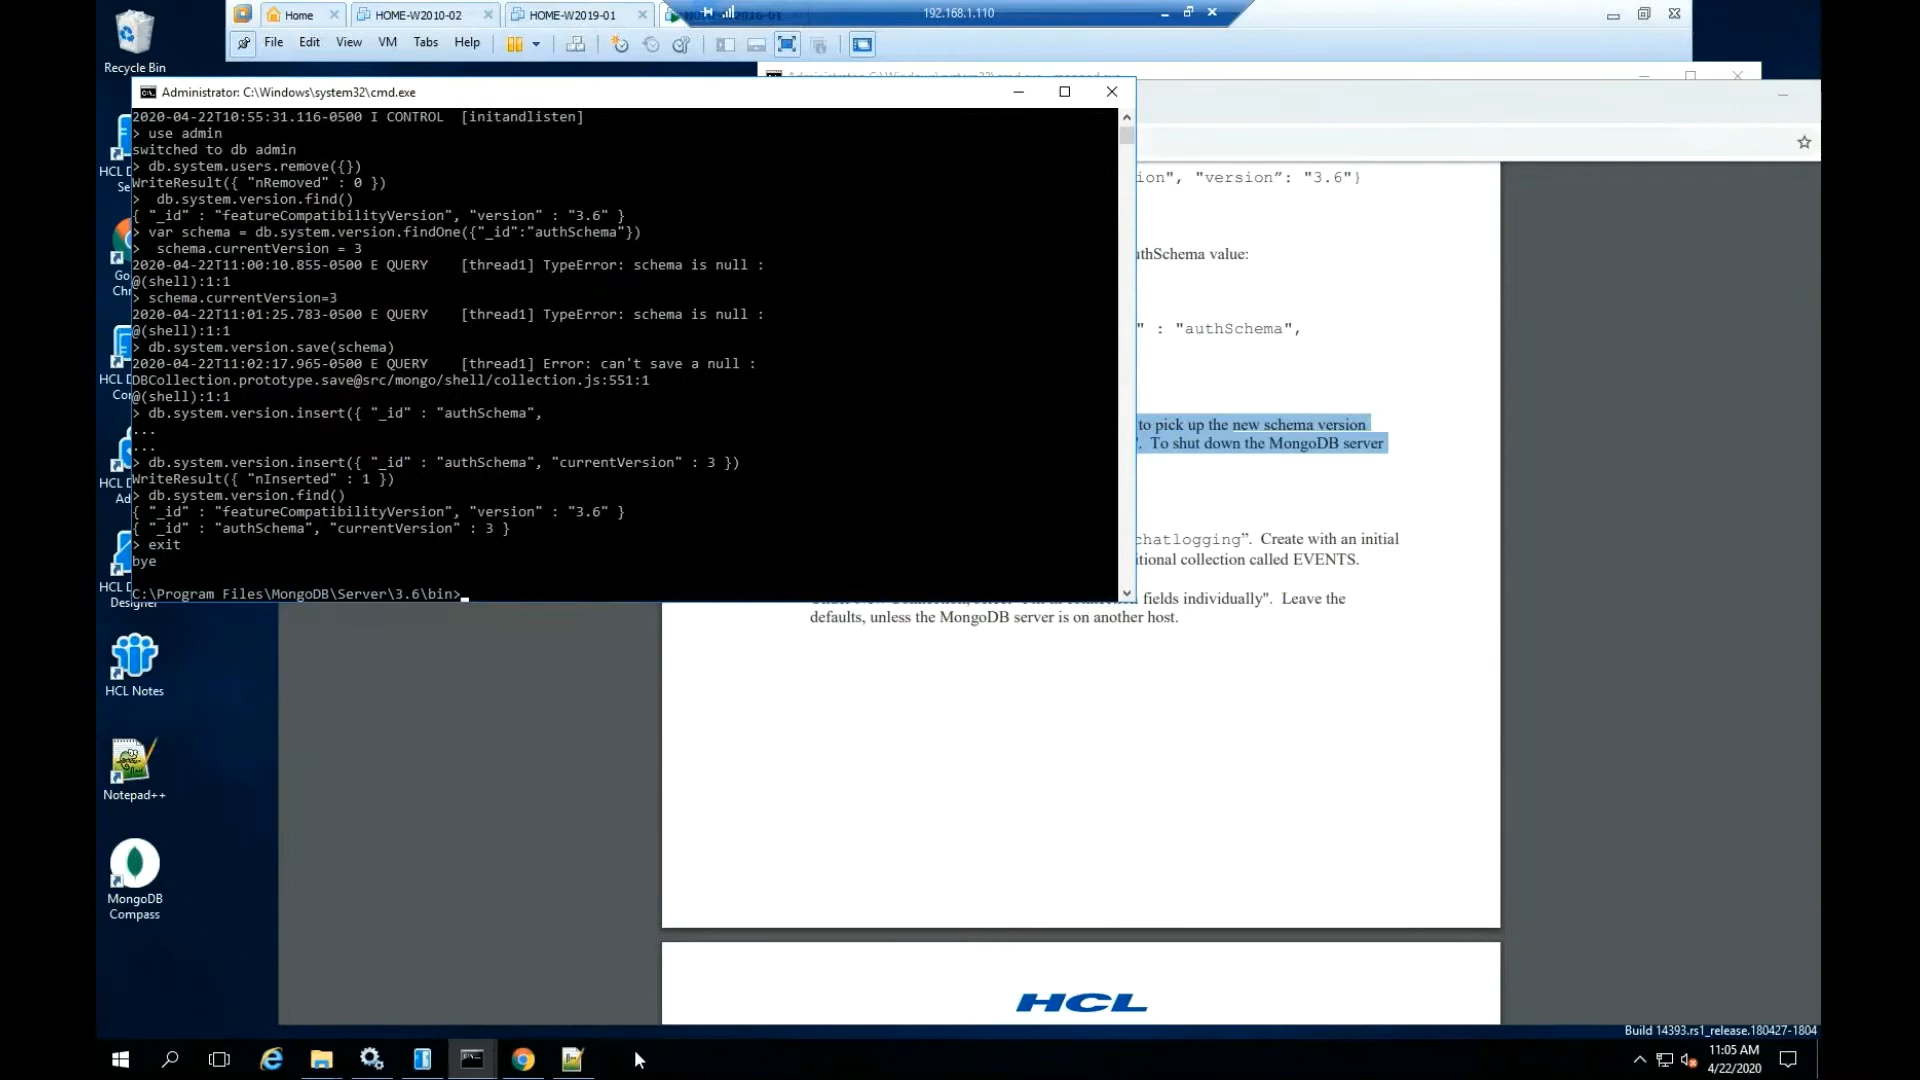 Recycle Bin
Home
HOME-W2010-02
HOME-W2019-01
192.168.1.110
File Edit View VM Tabs Help
Administrator: C:\Windows\system32\cmd.exe
2020-04-22T10:55:31.116-0500 I CONTROL  [initandlisten]
> use admin
switched to db admin
> db.system.users.remove({})
WriteResult({ "nRemoved" : 0 })
>  db.system.version.find()
{ "_id" : "featureCompatibilityVersion", "version" : "3.6" }
> var schema = db.system.version.findOne({"_id":"authSchema"})
>  schema.currentVersion = 3
2020-04-22T11:00:10.855-0500 E QUERY    [thread1] TypeError: schema is null :
@(shell):1:1
> schema.currentVersion=3
2020-04-22T11:01:25.783-0500 E QUERY    [thread1] TypeError: schema is null :
@(shell):1:1
> db.system.version.save(schema)
2020-04-22T11:02:17.965-0500 E QUERY    [thread1] Error: can't save a null :
DBCollection.prototype.save@src/mongo/shell/collection.js:551:1
@(shell):1:1
> db.system.version.insert({ "_id" : "authSchema",
...
...
> db.system.version.insert({ "_id" : "authSchema", "currentVersion" : 3 })
WriteResult({ "nInserted" : 1 })
> db.system.version.find()
{ "_id" : "featureCompatibilityVersion", "version" : "3.6" }
{ "_id" : "authSchema", "currentVersion" : 3 }
> exit
bye
C:\Program Files\MongoDB\Server\3.6\bin>
ion", "version": "3.6"}
uthSchema value:
" : "authSchema",
to pick up the new schema version
". To shut down the MongoDB server
chatlogging". Create with an initial
itional collection called EVENTS.
fields individually". Leave the
defaults, unless the MongoDB server is on another host.
HCL D
Se
Go
Chr
HCL D
Con
HCL D
Ad
HCL D
Designer
HCL Notes
Notepad++
MongoDB
Compass
HCL
Build 14393.rs1_release.180427-1804
11:05 AM
4/22/2020